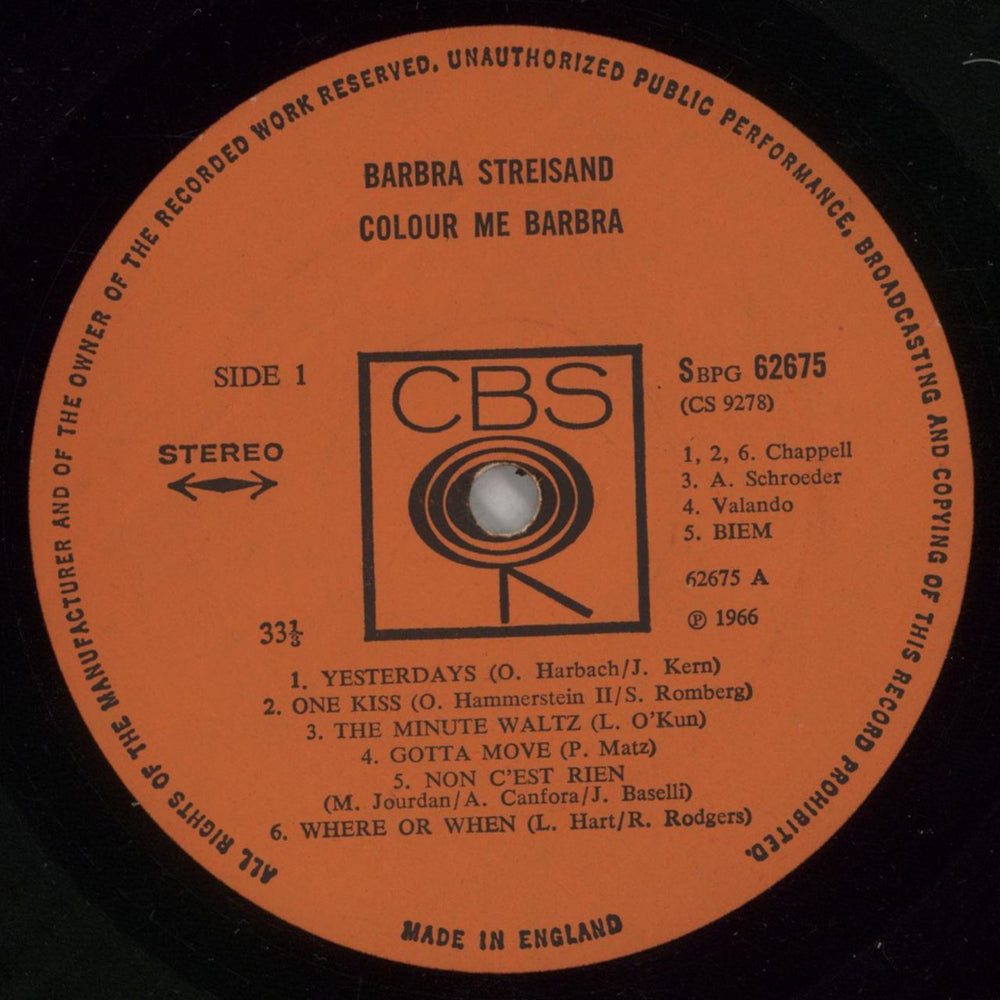 ALL RIGHTS OF THE MANUFACTURER AND OF THE OWNER OF THE RECORDED WORK RESERVED. UNAUTHORIZED PUBLIC PERFORMANCE, BROADCASTING AND COPYING OF THIS RECORD PROHIBITED.
BARBRA STREISAND
COLOUR ME BARBRA
SIDE 1
STEREO
CBS
SBPG 62675
(CS 9278)
1, 2, 6. Chappell
3. A. Schroeder
4. Valando
5. BIEM
62675 A
℗ 1966
33⅓
1. YESTERDAYS (O. Harbach/J. Kern)
2. ONE KISS (O. Hammerstein II/S. Romberg)
3. THE MINUTE WALTZ (L. O'Kun)
4. GOTTA MOVE (P. Matz)
5. NON C'EST RIEN
(M. Jourdan/A. Canfora/J. Baselli)
6. WHERE OR WHEN (L. Hart/R. Rodgers)
MADE IN ENGLAND